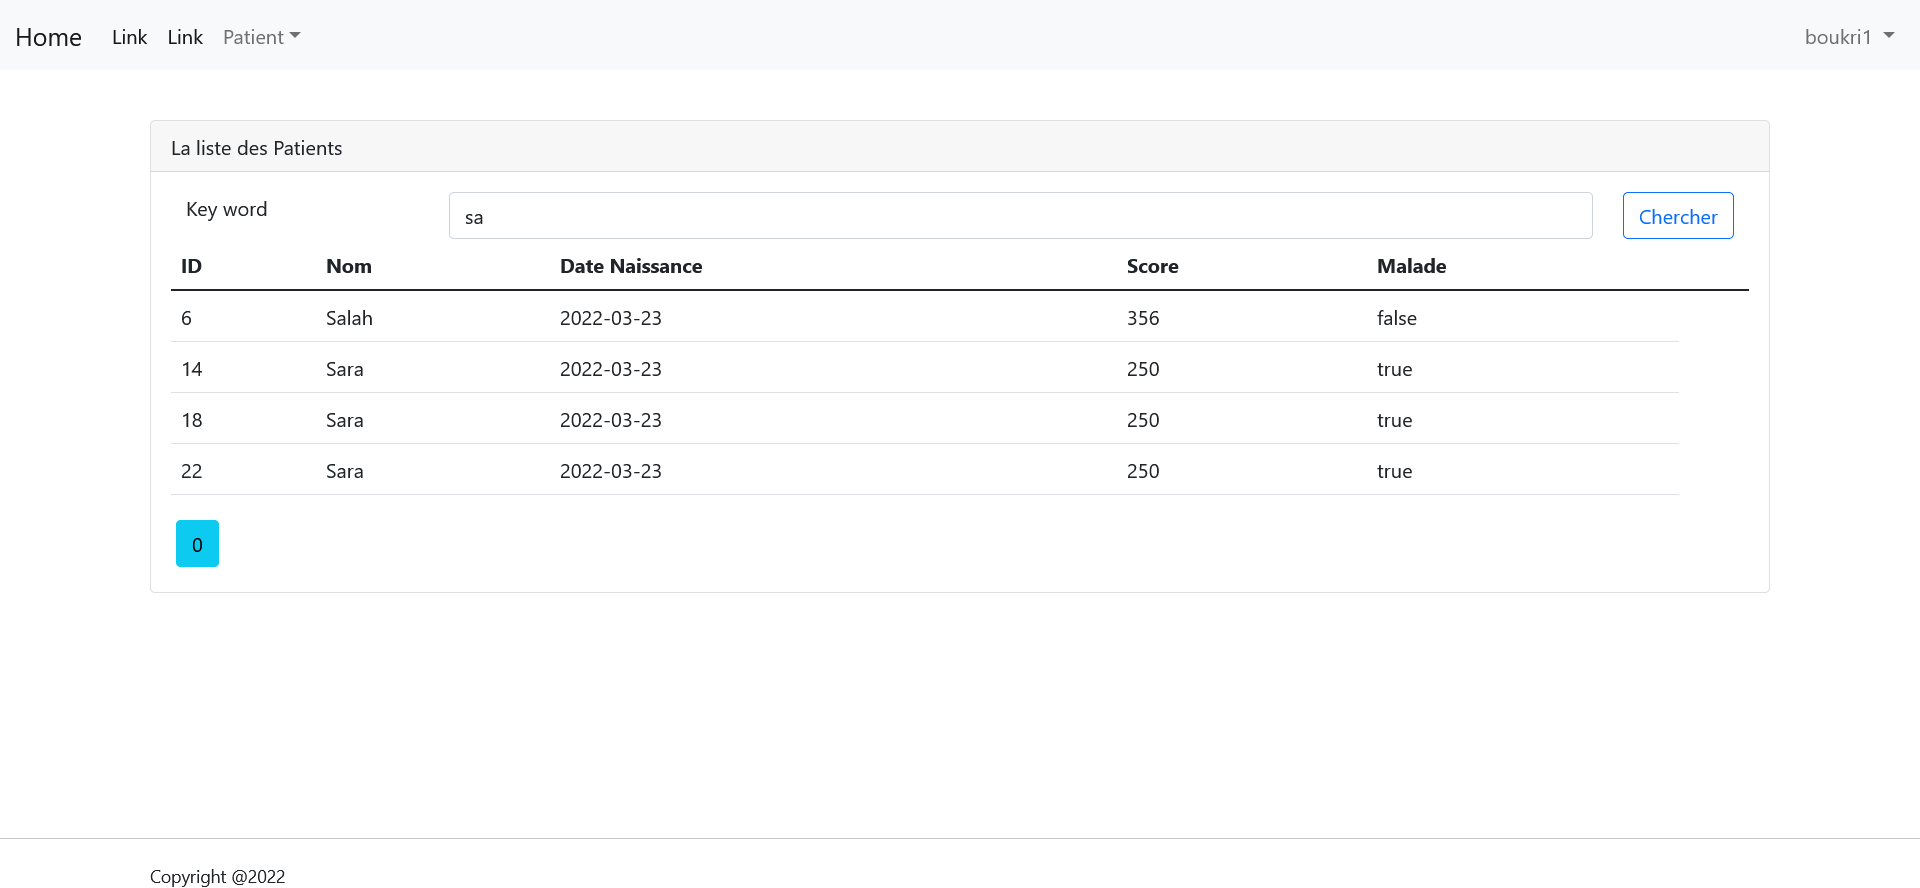 Home Link Link Patient boukri1
La liste des Patients
Key word sa Chercher
ID Nom Date Naissance Score Malade
6 Salah 2022-03-23 356 false
14 Sara 2022-03-23 250 true
18 Sara 2022-03-23 250 true
22 Sara 2022-03-23 250 true
0
Copyright @2022